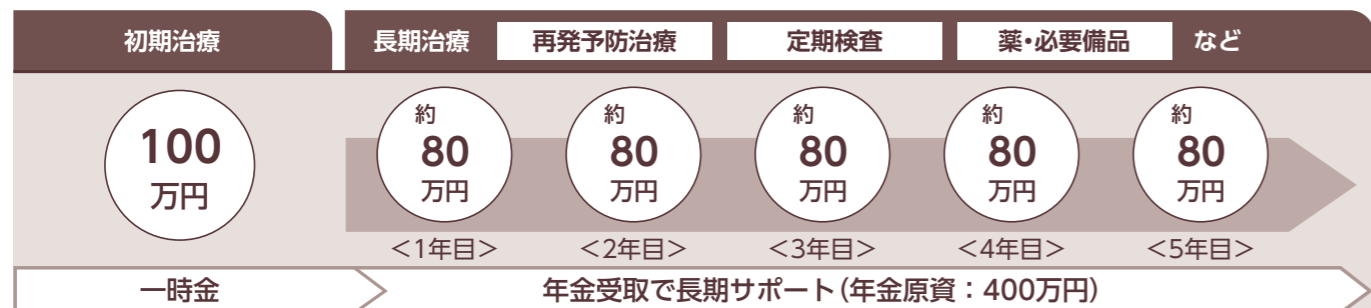 初期治療
長期治療 再発予防治療 定期検査 薬・必要備品 など
100
万円
約
80
万円
約
80
万円
約
80
万円
約
80
万円
約
80
万円
<1年目> <2年目> <3年目> <4年目> <5年目>
一時金
年金受取で長期サポート(年金原資:400万円)